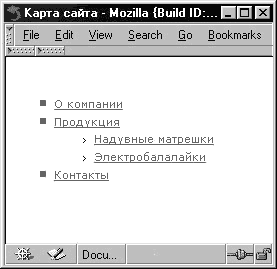 Карта сайта - Mozilla {Build ID:...
File Edit View Search Go Bookmarks
О компании
Продукция
Надувные матрешки
Электробалалайки
Контакты
Docu...